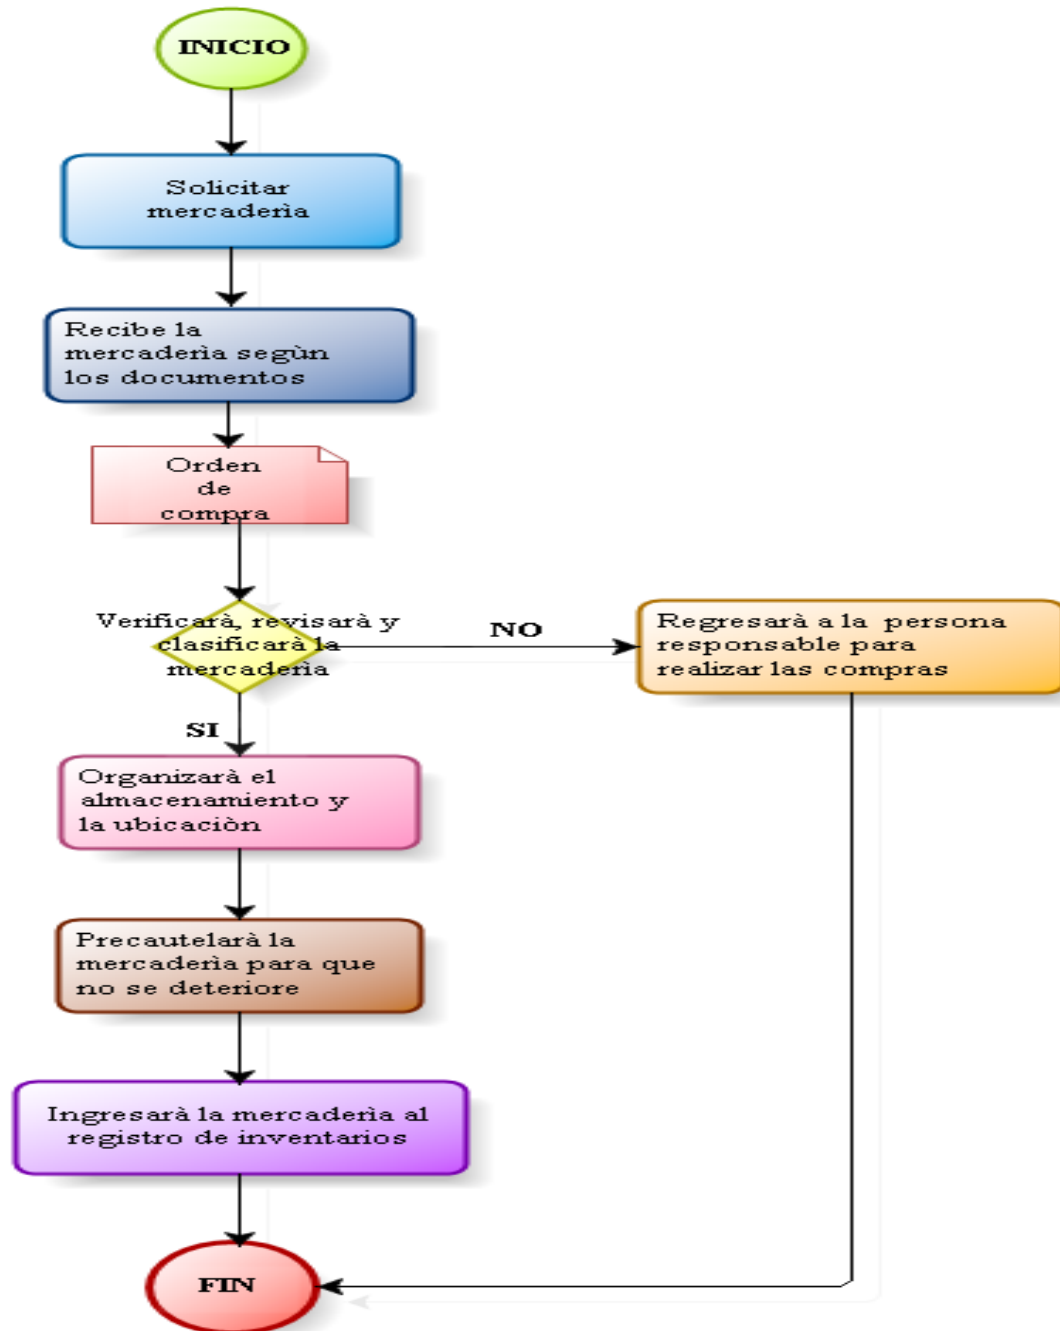 INICIO
Solicitar
mercaderìa
Recibe la
mercaderìa segùn
los documentos
Orden
de
compra
Verificarà, revisarà y
clasificarà la
mercaderìa
NO
Regresarà a la persona
responsable para
realizar las compras
SI
Organizarà el
almacenamiento y
la ubicaciòn
Precautelarà la
mercaderìa para que
no se deteriore
Ingresarà la mercaderìa al
registro de inventarios
FIN